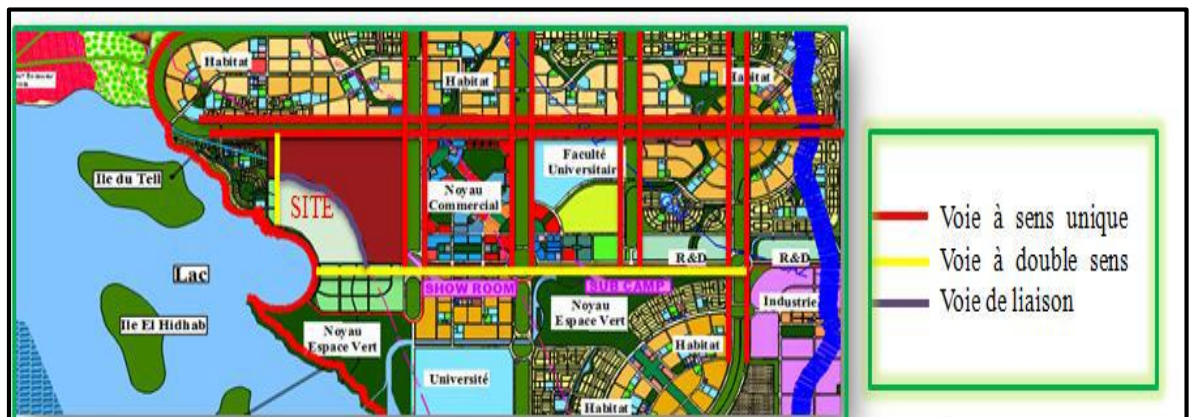 Habitat
Habitat
Habitat
Ile du Tell
Faculté
Universitair
Noyau
Commercial
SITE
R&D
R&D
Lac
SHOW ROOM
SUB CAMP
Industrie
Ile El Hidhab
Noyau
Espace Vert
Noyau
Espace Vert
Habitat
Université
Habitat
Voie à sens unique
Voie à double sens
Voie de liaison